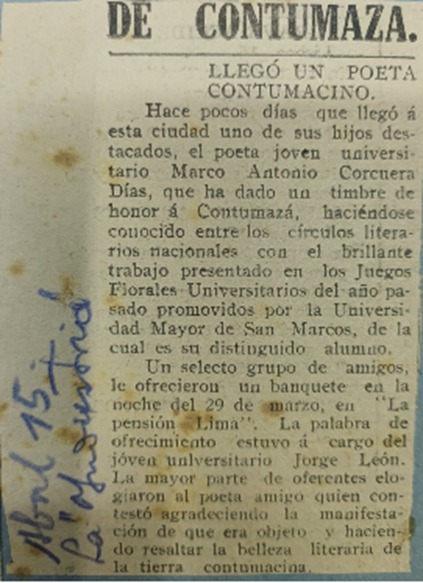 DE CONTUMAZA.
LLEGÓ UN POETA
CONTUMACINO.
Hace pocos días que llegó á
esta ciudad uno de sus hijos des-
tacados, el poeta joven universi-
tario Marco Antonio Corcuera
Días, que ha dado un timbre de
honor á Contumazá, haciéndose
conocido entre los círculos litera-
rios nacionales con el brillante
trabajo presentado en los Juegos
Florales Universitarios del año pa-
sado promovidos por la Universi-
dad Mayor de San Marcos, de la
cual es su distinguido alumno.
Un selecto grupo de amigos,
le ofrecieron un banquete en la
noche del 29 de marzo, en "La
pensión Lima". La palabra de
ofrecimiento estuvo á cargo del
jóven universitario Jorge León.
La mayor parte de oferentes elo-
giaron al poeta amigo quien con-
testó agradeciendo la manifesta-
ción de que era objeto y hacien-
do resaltar la belleza literaria de
la tierra contumacina.
Abril 15
La "Industria"